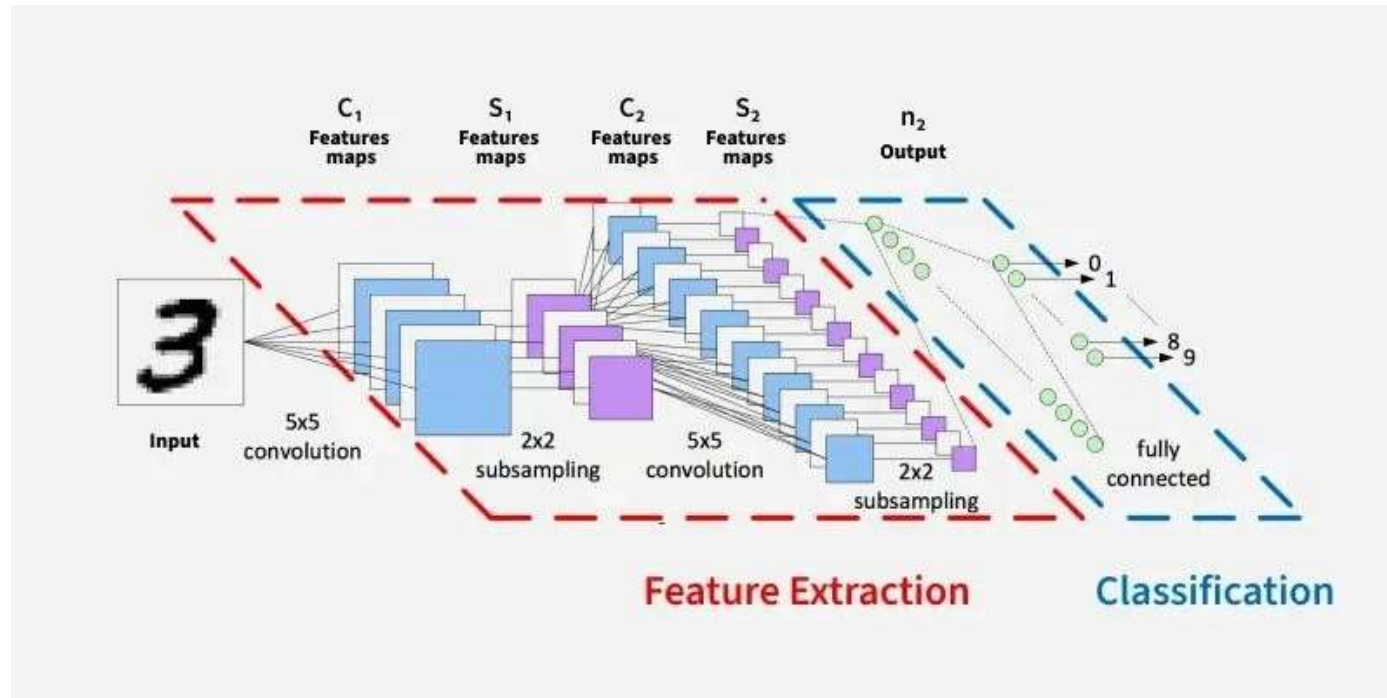 C₁
Features
maps
S₁
Features
maps
C₂
Features
maps
S₂
Features
maps
n₂
Output
3
Input
5x5
convolution
2x2
subsampling
5x5
convolution
2x2
subsampling
0
1
8
9
fully
connected
Feature Extraction
Classification